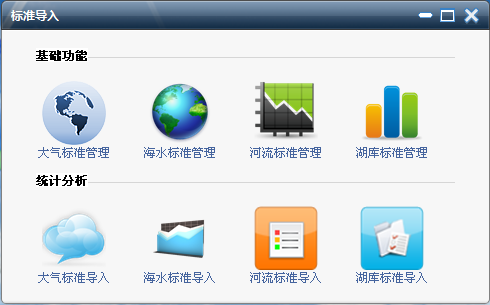 标准导入
基础功能
大气标准管理 海水标准管理 河流标准管理 湖库标准管理
统计分析
大气标准导入 海水标准导入 河流标准导入 湖库标准导入